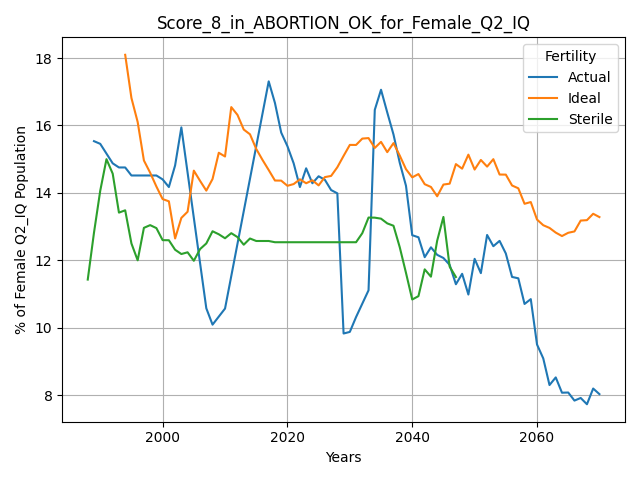 Score_8_in_ABORTION_OK_for_Female_Q2_IQ
% of Female Q2_IQ Population
18
16
14
12
10
8
Fertility
Actual
Ideal
Sterile
2000
2020
2040
2060
Years